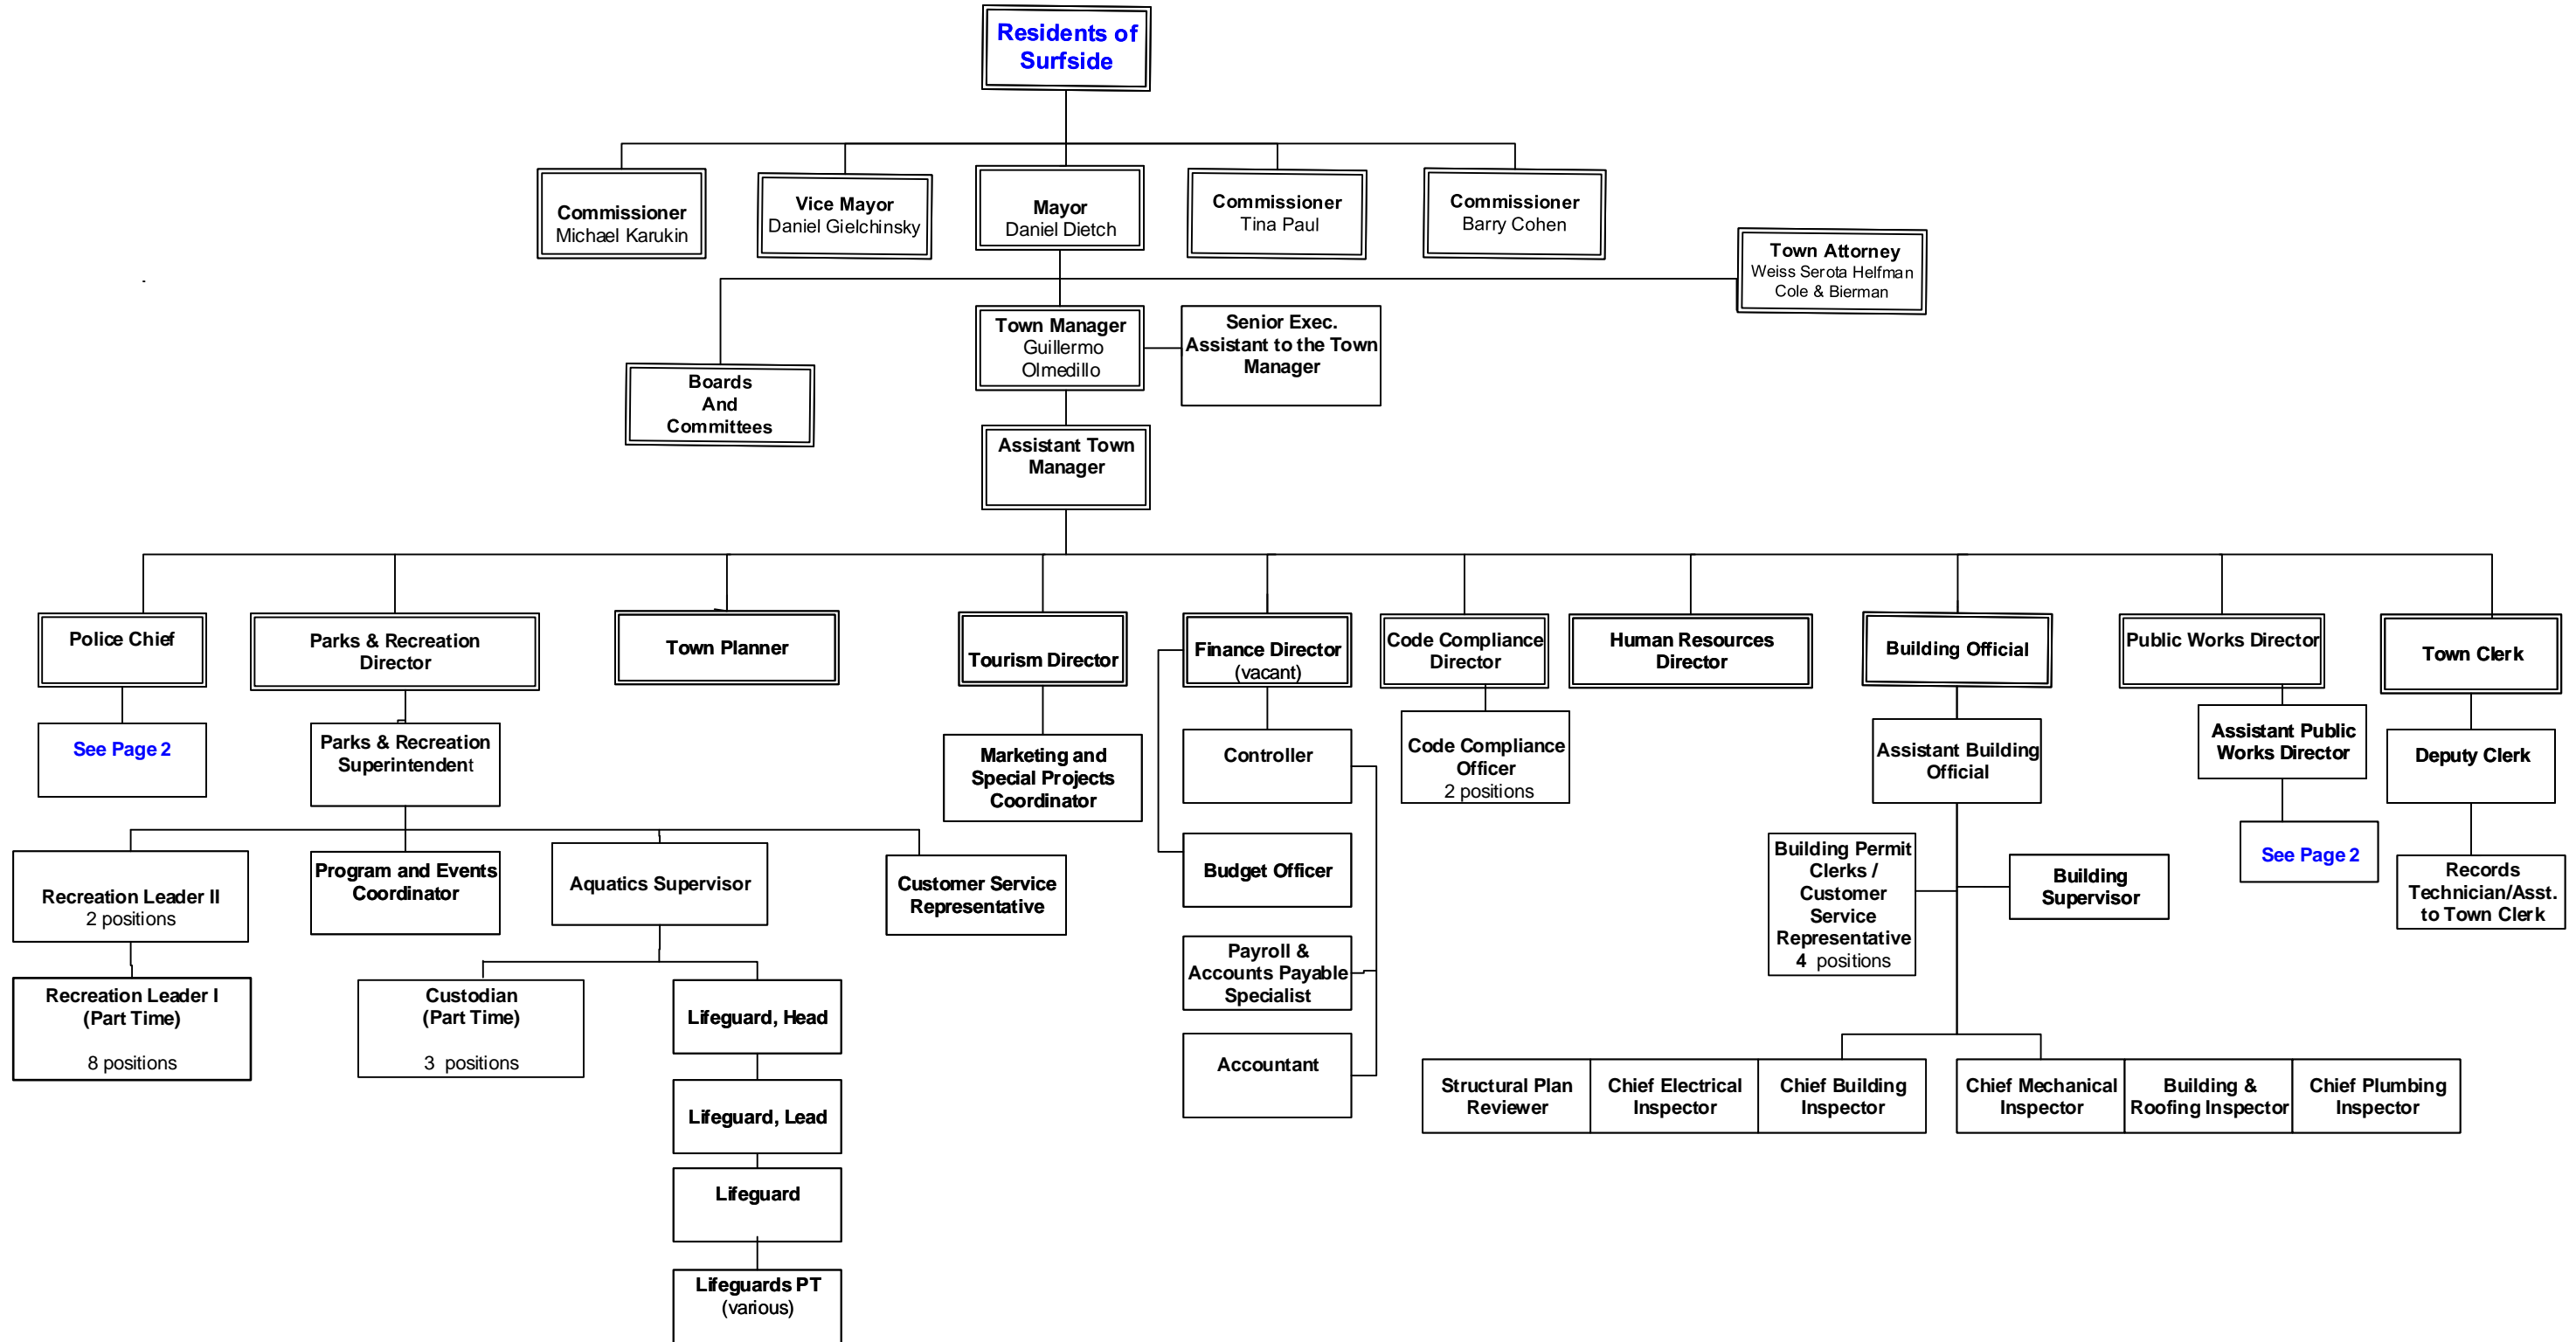 Residents of
Surfside
Commissioner
Michael Karukin
Vice Mayor
Daniel Gielchinsky
Mayor
Daniel Dietch
Commissioner
Tina Paul
Commissioner
Barry Cohen
Town Attorney
Weiss Serota Helfman
Cole & Bierman
Town Manager
Guillermo
Olmedillo
Senior Exec.
Assistant to the Town
Manager
Boards
And
Committees
Assistant Town
Manager
Police Chief
Parks & Recreation
Director
Town Planner
Tourism Director
Finance Director
(vacant)
Code Compliance
Director
Human Resources
Director
Building Official
Public Works Director
Town Clerk
See Page 2
Parks & Recreation
Superintendent
Marketing and
Special Projects
Coordinator
Controller
Code Compliance
Officer
2 positions
Assistant Building
Official
Assistant Public
Works Director
Deputy Clerk
Recreation Leader II
2 positions
Program and Events
Coordinator
Aquatics Supervisor
Customer Service
Representative
Budget Officer
Building Permit
Clerks /
Customer
Service
Representative
4 positions
Building
Supervisor
See Page 2
Records
Technician/Asst.
to Town Clerk
Recreation Leader I
(Part Time)
8 positions
Custodian
(Part Time)
3 positions
Lifeguard, Head
Payroll &
Accounts Payable
Specialist
Accountant
Structural Plan
Reviewer
Chief Electrical
Inspector
Chief Building
Inspector
Chief Mechanical
Inspector
Building &
Roofing Inspector
Chief Plumbing
Inspector
Lifeguard, Lead
Lifeguard
Lifeguards PT
(various)